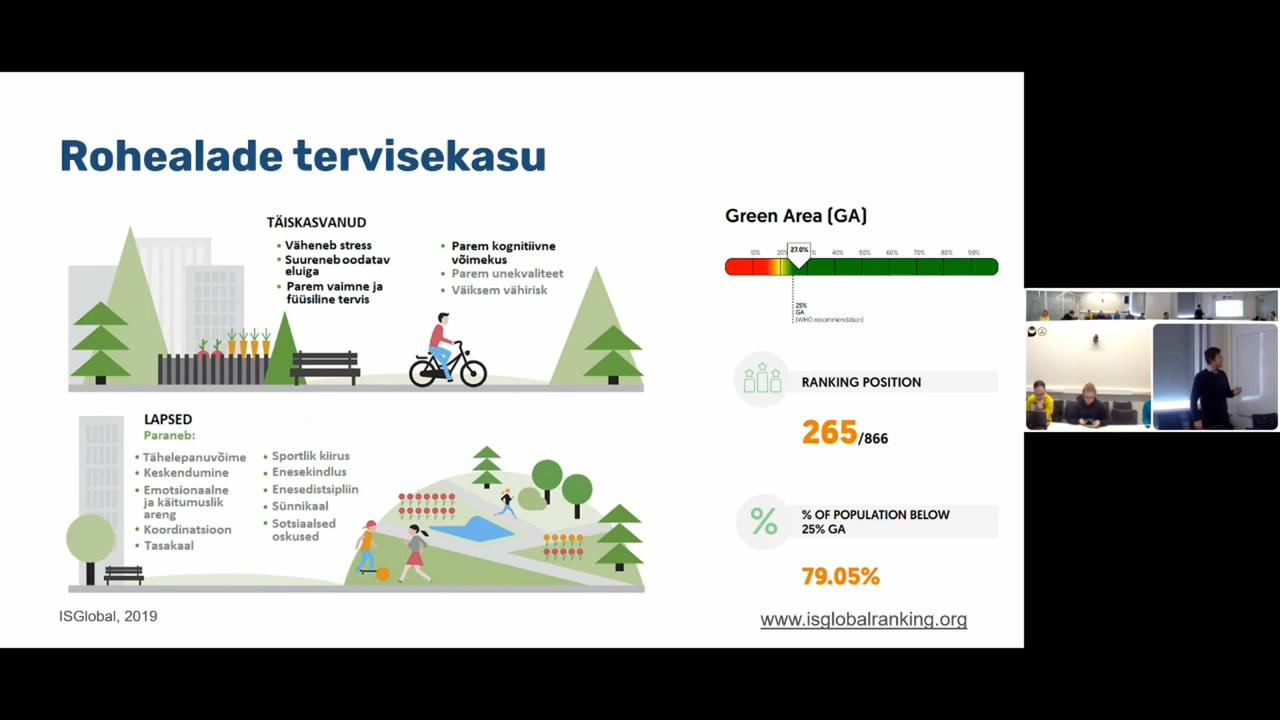 Rohealade tervisekasu
TÄISKASVANUD
• Väheneb stress
• Suureneb oodatav
eluiga
• Parem vaimne ja
füüsiline tervis
• Parem kognitiivne
võimekus
• Parem unekvaliteet
• Väiksem vähirisk
LAPSED
Paraneb:
• Tähelepanuvõime
• Keskendumine
• Emotsionaalne
ja käitumuslik
areng
• Koordinatsioon
• Tasakaal
• Sportlik kiirus
• Enesekindlus
• Enesedistsipliin
• Sünnikaal
• Sotsiaalsed
oskused
ISGlobal, 2019
Green Area (GA)
27.0%
10% 20% 40% 50% 60% 70% 80% 90%
25%
GA
(WHO recommendation)
RANKING POSITION
265/866
% OF POPULATION BELOW
25% GA
79.05%
www.isglobalranking.org